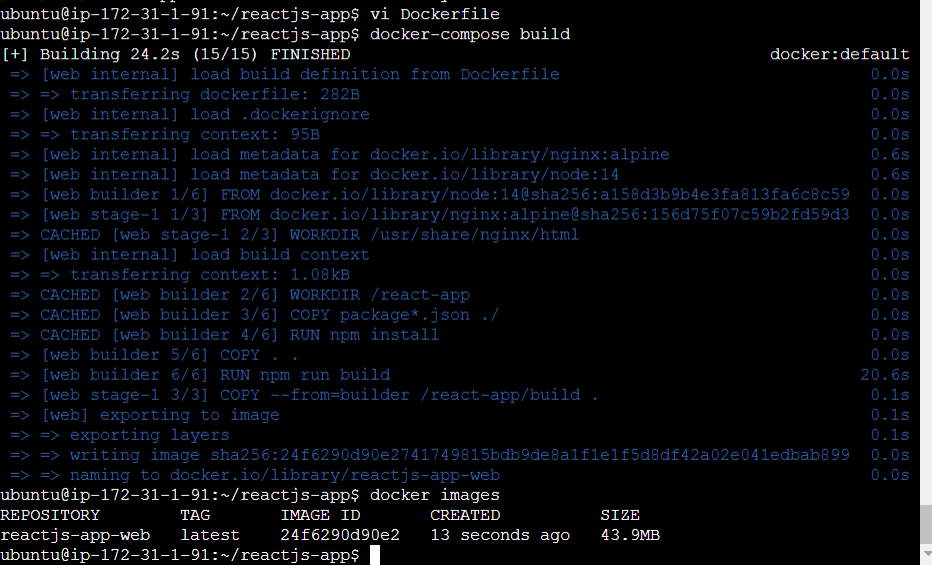 ubuntu@ip-172-31-1-91:~/reactjs-app$ vi Dockerfile
ubuntu@ip-172-31-1-91:~/reactjs-app$ docker-compose build
[+] Building 24.2s (15/15) FINISHED docker:default
=> [web internal] load build definition from Dockerfile 0.0s
=> => transferring dockerfile: 282B 0.0s
=> [web internal] load .dockerignore 0.0s
=> => transferring context: 95B 0.0s
=> [web internal] load metadata for docker.io/library/nginx:alpine 0.6s
=> [web internal] load metadata for docker.io/library/node:14 0.6s
=> [web builder 1/6] FROM docker.io/library/node:14@sha256:a158d3b9b4e3fa813fa6c8c59 0.0s
=> [web stage-1 1/3] FROM docker.io/library/nginx:alpine@sha256:156d75f07c59b2fd59d3 0.0s
=> CACHED [web stage-1 2/3] WORKDIR /usr/share/nginx/html 0.0s
=> [web internal] load build context 0.0s
=> => transferring context: 1.08kB 0.0s
=> CACHED [web builder 2/6] WORKDIR /react-app 0.0s
=> CACHED [web builder 3/6] COPY package*.json ./ 0.0s
=> CACHED [web builder 4/6] RUN npm install 0.0s
=> [web builder 5/6] COPY . . 0.0s
=> [web builder 6/6] RUN npm run build 20.6s
=> [web stage-1 3/3] COPY --from=builder /react-app/build . 0.1s
=> [web] exporting to image 0.1s
=> => exporting layers 0.1s
=> => writing image sha256:24f6290d90e2741749815bdb9de8a1f1e1f5d8df42a02e041edbab899 0.0s
=> => naming to docker.io/library/reactjs-app-web 0.0s
ubuntu@ip-172-31-1-91:~/reactjs-app$ docker images
REPOSITORY TAG IMAGE ID CREATED SIZE
reactjs-app-web latest 24f6290d90e2 13 seconds ago 43.9MB
ubuntu@ip-172-31-1-91:~/reactjs-app$